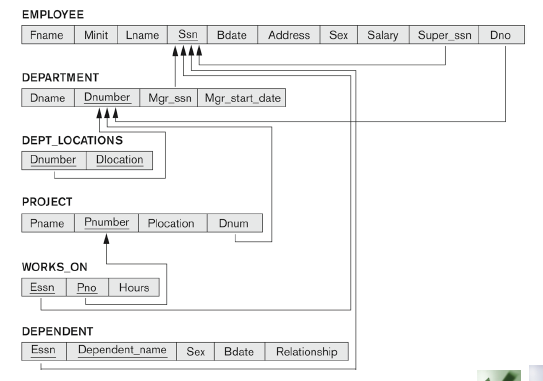 EMPLOYEE
Fname Minit Lname Ssn Bdate Address Sex Salary Super_ssn Dno
DEPARTMENT
Dname Dnumber Mgr_ssn Mgr_start_date
DEPT_LOCATIONS
Dnumber Dlocation
PROJECT
Pname Pnumber Plocation Dnum
WORKS_ON
Essn Pno Hours
DEPENDENT
Essn Dependent_name Sex Bdate Relationship